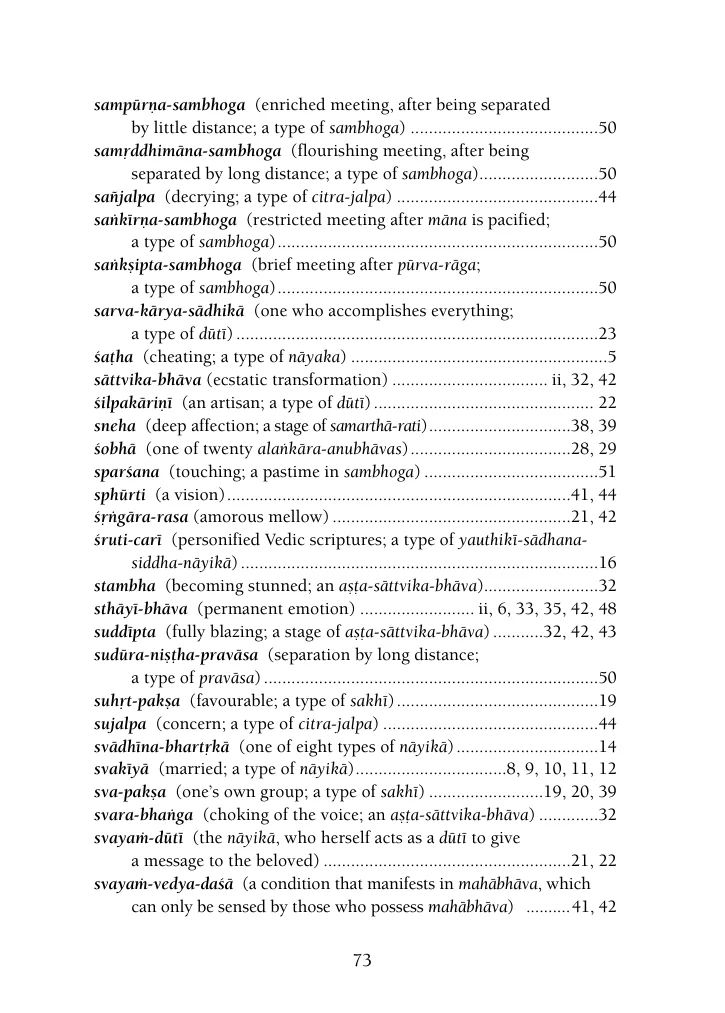 sampūrṇa-sambhoga (enriched meeting, after being separated
by little distance; a type of sambhoga) .........................................50
samṛddhimāna-sambhoga (flourishing meeting, after being
separated by long distance; a type of sambhoga)..........................50
sañjalpa (decrying; a type of citra-jalpa) ............................................44
saṅkīrṇa-sambhoga (restricted meeting after māna is pacified;
a type of sambhoga)......................................................................50
saṅkṣipta-sambhoga (brief meeting after pūrva-rāga;
a type of sambhoga)......................................................................50
sarva-kārya-sādhikā (one who accomplishes everything;
a type of dūtī) ...............................................................................23
śaṭha (cheating; a type of nāyaka) ........................................................5
sāttvika-bhāva (ecstatic transformation) .................................. ii, 32, 42
śilpakāriṇī (an artisan; a type of dūtī) ................................................ 22
sneha (deep affection; a stage of samarthā-rati)...............................38, 39
śobhā (one of twenty alaṅkāra-anubhāvas)...................................28, 29
sparśana (touching; a pastime in sambhoga) ......................................51
sphūrti (a vision)...........................................................................41, 44
śṛṅgāra-rasa (amorous mellow) ....................................................21, 42
śruti-carī (personified Vedic scriptures; a type of yauthikī-sādhana-
siddha-nāyikā) ..............................................................................16
stambha (becoming stunned; an aṣṭa-sāttvika-bhāva).........................32
sthāyī-bhāva (permanent emotion) ......................... ii, 6, 33, 35, 42, 48
suddīpta (fully blazing; a stage of aṣṭa-sāttvika-bhāva) ...........32, 42, 43
sudūra-niṣṭha-pravāsa (separation by long distance;
a type of pravāsa) .........................................................................50
suhṛt-pakṣa (favourable; a type of sakhī)............................................19
sujalpa (concern; a type of citra-jalpa) ...............................................44
svādhīna-bhartṛkā (one of eight types of nāyikā)...............................14
svakīyā (married; a type of nāyikā).................................8, 9, 10, 11, 12
sva-pakṣa (one’s own group; a type of sakhī) .........................19, 20, 39
svara-bhaṅga (choking of the voice; an aṣṭa-sāttvika-bhāva) .............32
svayaṁ-dūtī (the nāyikā, who herself acts as a dūtī to give
a message to the beloved) ......................................................21, 22
svayaṁ-vedya-daśā (a condition that manifests in mahābhāva, which
can only be sensed by those who possess mahābhāva) ..........41, 42
73